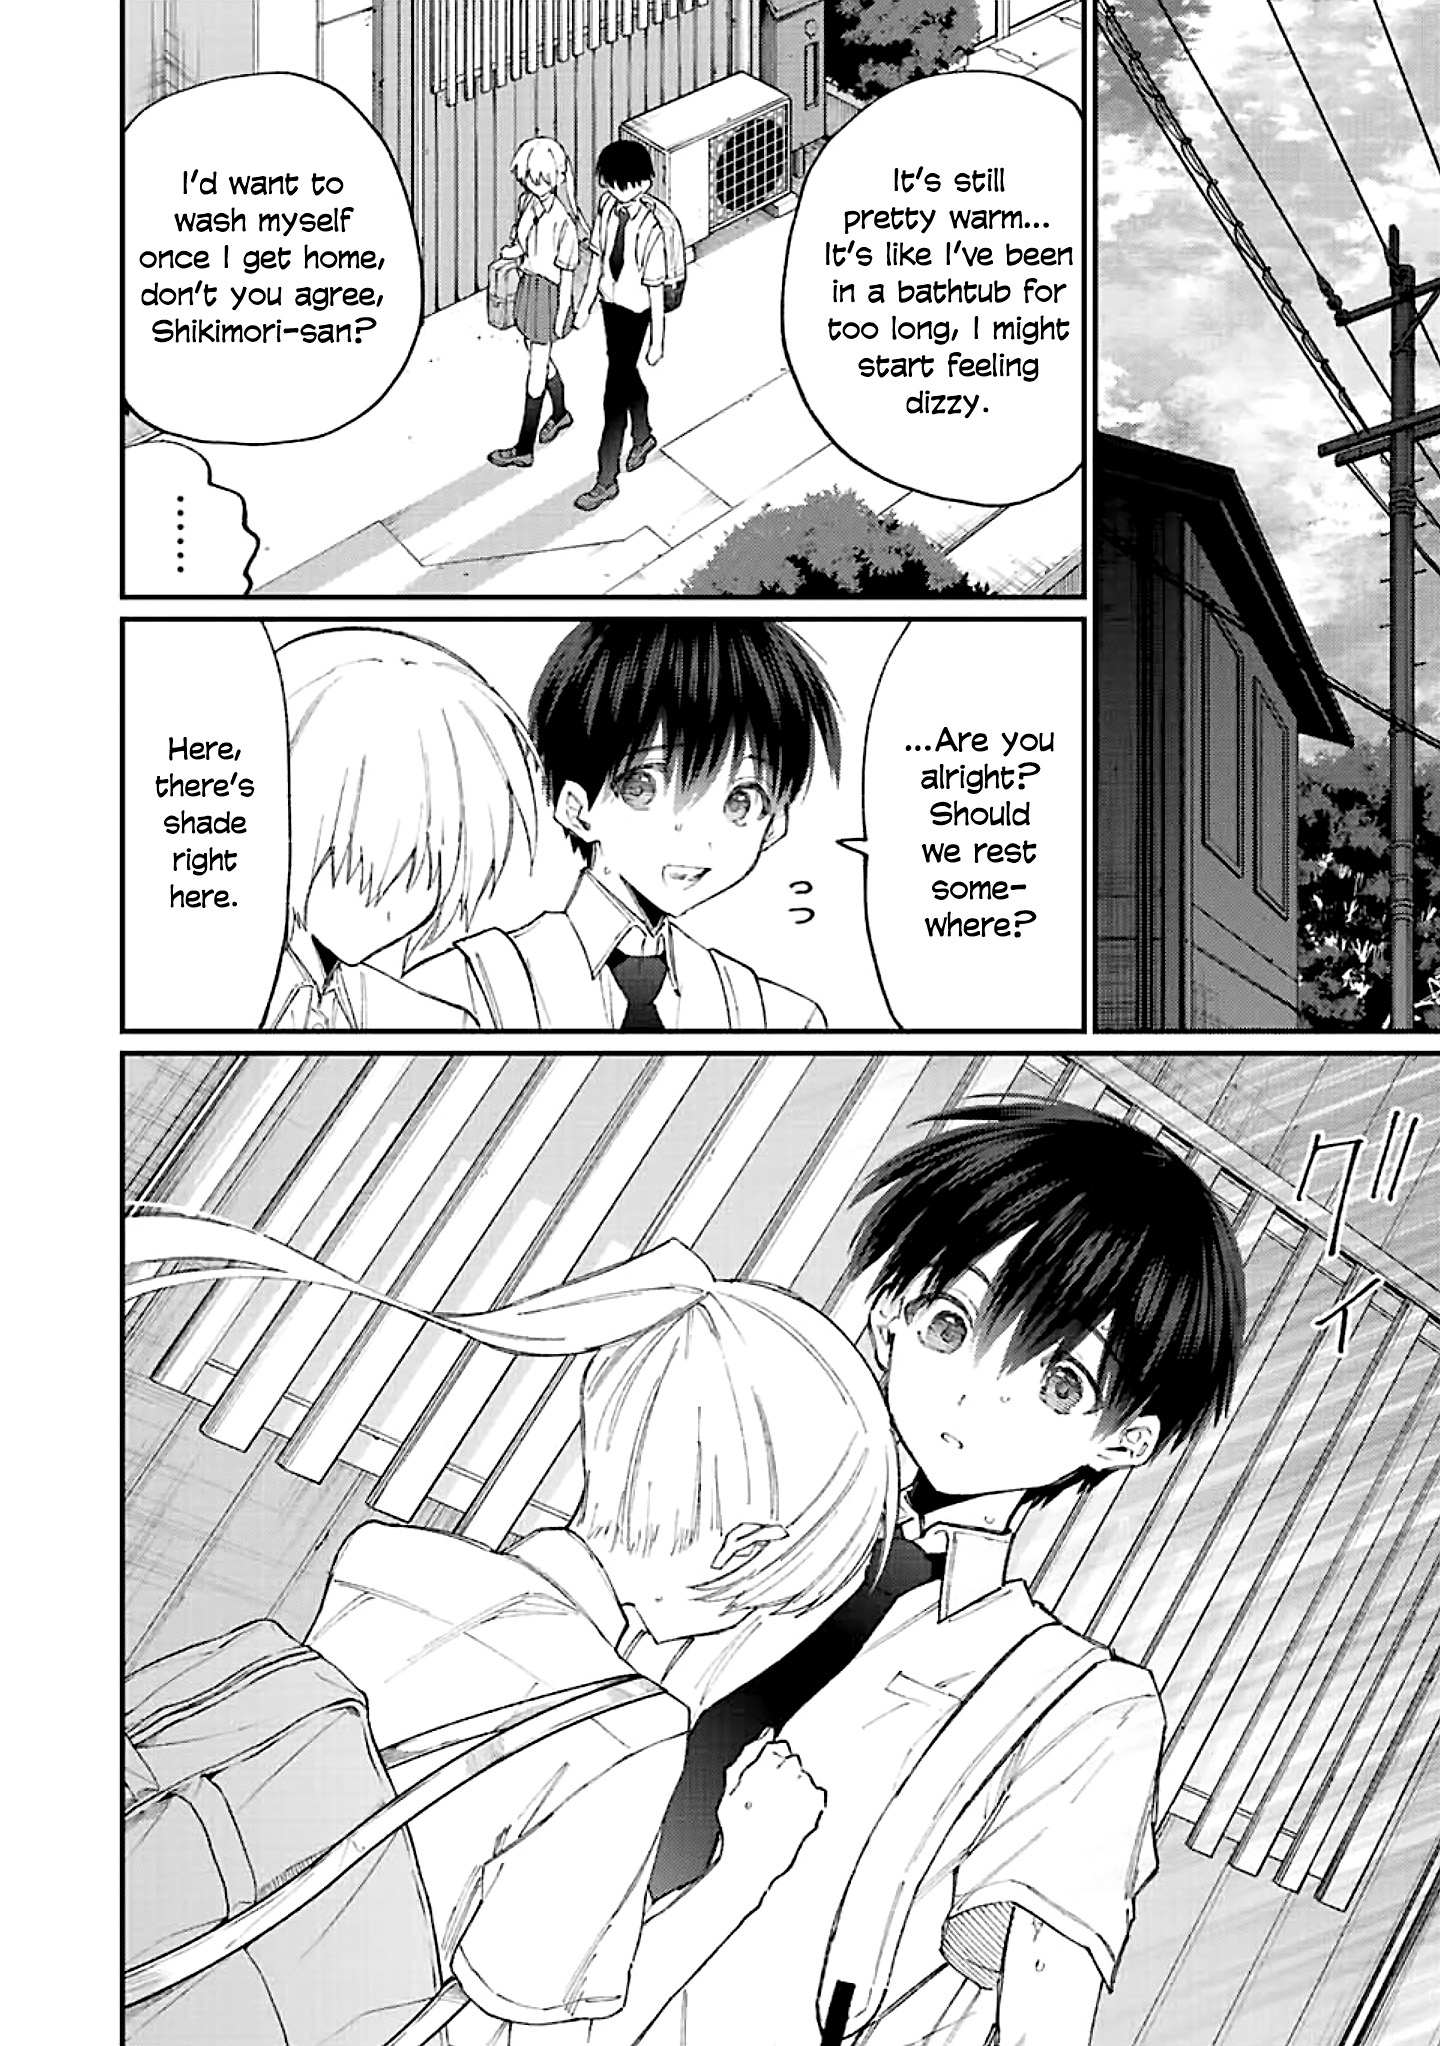 It's still
pretty warm...
It's like I've been
in a bathtub for
too long, I might
start feeling
dizzy.
I'd want to
wash myself
once I get home,
don't you agree,
Shikimori-san?
......
...Are you
alright?
Should
we rest
some-
where?
Here,
there's
shade
right
here.
グイッ